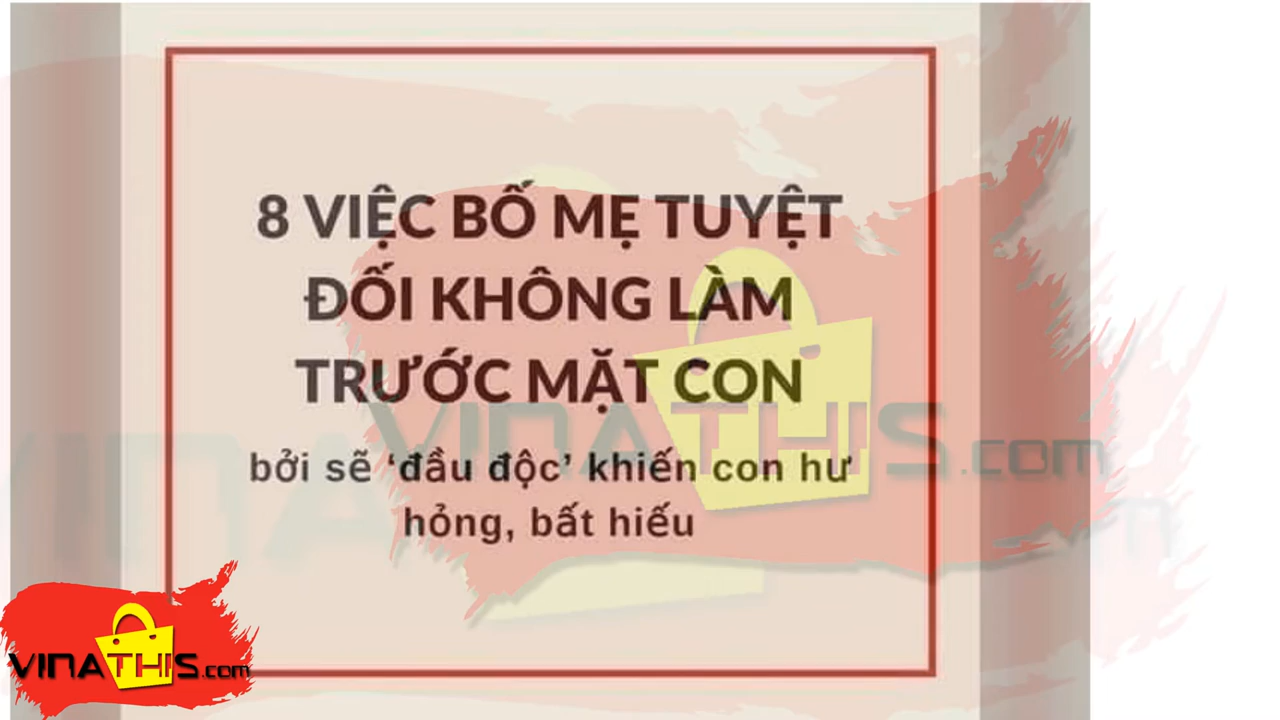 8 VIỆC BỐ MẸ TUYỆT
ĐỐI KHÔNG LÀM
TRƯỚC MẶT CON
bởi sẽ ‘đầu độc’ khiến con hư
hỏng, bất hiếu
VINATHIS.com
VINATHIS.com